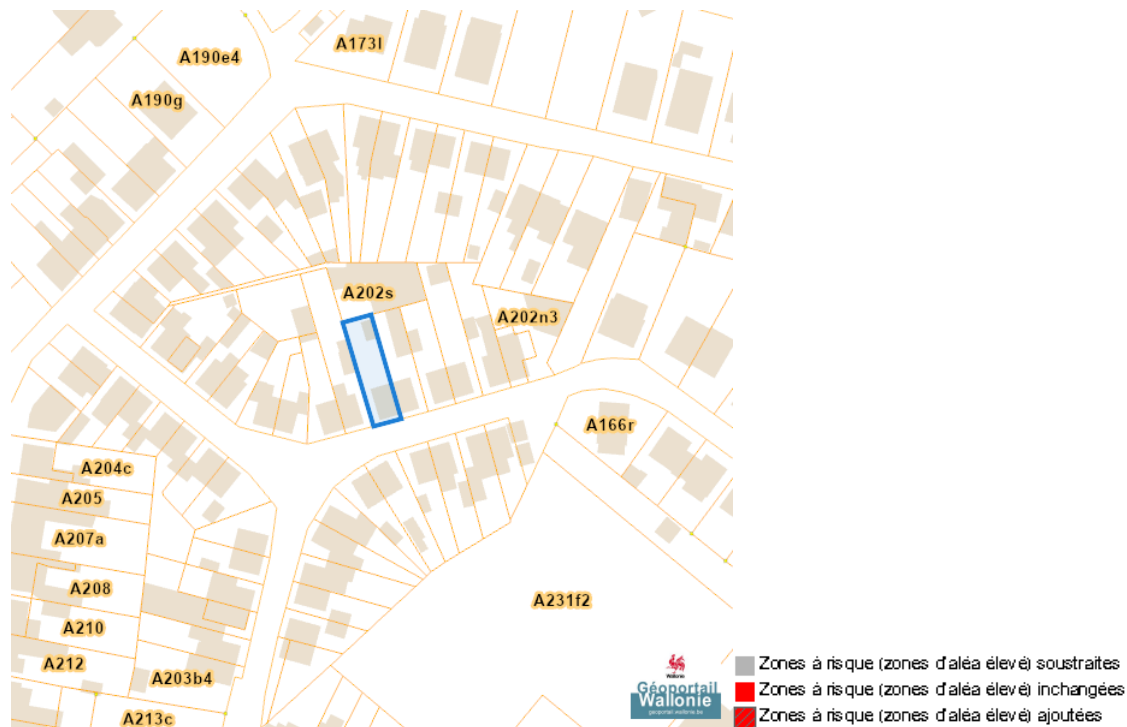 A190e4
A173l
A190g
A202s
A202n3
A166r
A204c
A205
A207a
A208
A231f2
A210
A212
A203b4
A213c
Wallonie
Géoportail
Wallonie
geoportail.wallonie.be
Zones à risque (zones d'aléa élevé) soustraites
Zones à risque (zones d'aléa élevé) inchangées
Zones à risque (zones d'aléa élevé) ajoutées